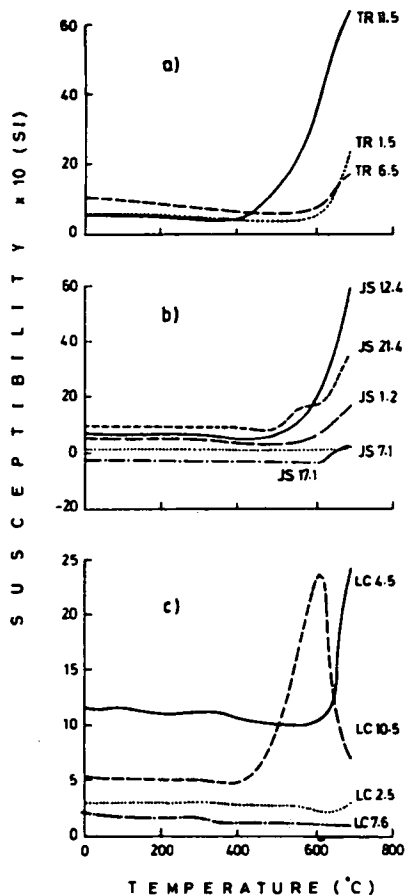 SUSCEPTIBILITY x 10 (SI)
a)
60
40
20
0
TR 11.5
TR 1.5
TR 6.5
b)
60
40
20
0
-20
JS 12.4
JS 21.4
JS 1.2
JS 7.1
JS 17.1
c)
25
20
15
10
5
0
LC 4.5
LC 10.5
LC 2.5
LC 7.6
0 200 400 600 800
TEMPERATURE (°C)